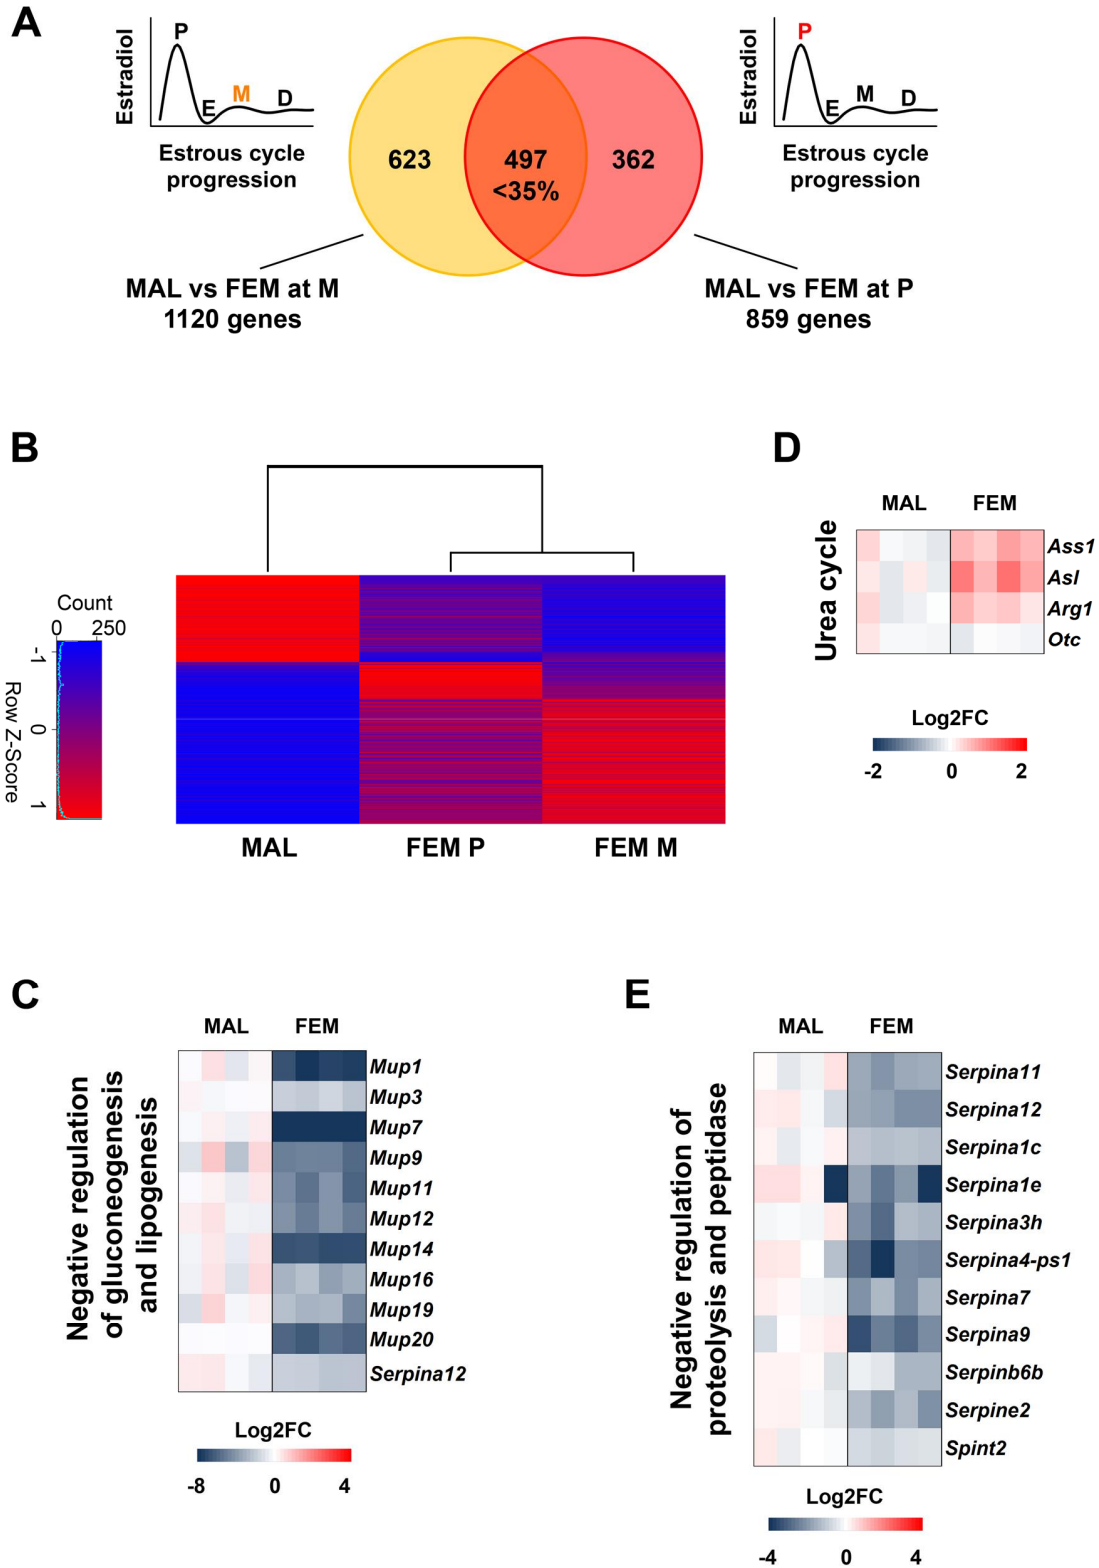 A
Estradiol
P
E
M
D
Estrous cycle
progression
623
497
<35%
362
Estradiol
P
E
M
D
Estrous cycle
progression
MAL vs FEM at M
1120 genes
MAL vs FEM at P
859 genes
B
Count
0 250
-1
0
1
Row Z-Score
MAL
FEM P
FEM M
D
MAL FEM
Urea cycle
Ass1
Asl
Arg1
Otc
Log2FC
-2 0 2
C
MAL FEM
Negative regulation
of gluconeogenesis
and lipogenesis
Mup1
Mup3
Mup7
Mup9
Mup11
Mup12
Mup14
Mup16
Mup19
Mup20
Serpina12
Log2FC
-8 0 4
E
MAL FEM
Negative regulation of
proteolysis and peptidase
Serpina11
Serpina12
Serpina1c
Serpina1e
Serpina3h
Serpina4-ps1
Serpina7
Serpina9
Serpinb6b
Serpine2
Spint2
Log2FC
-4 0 4